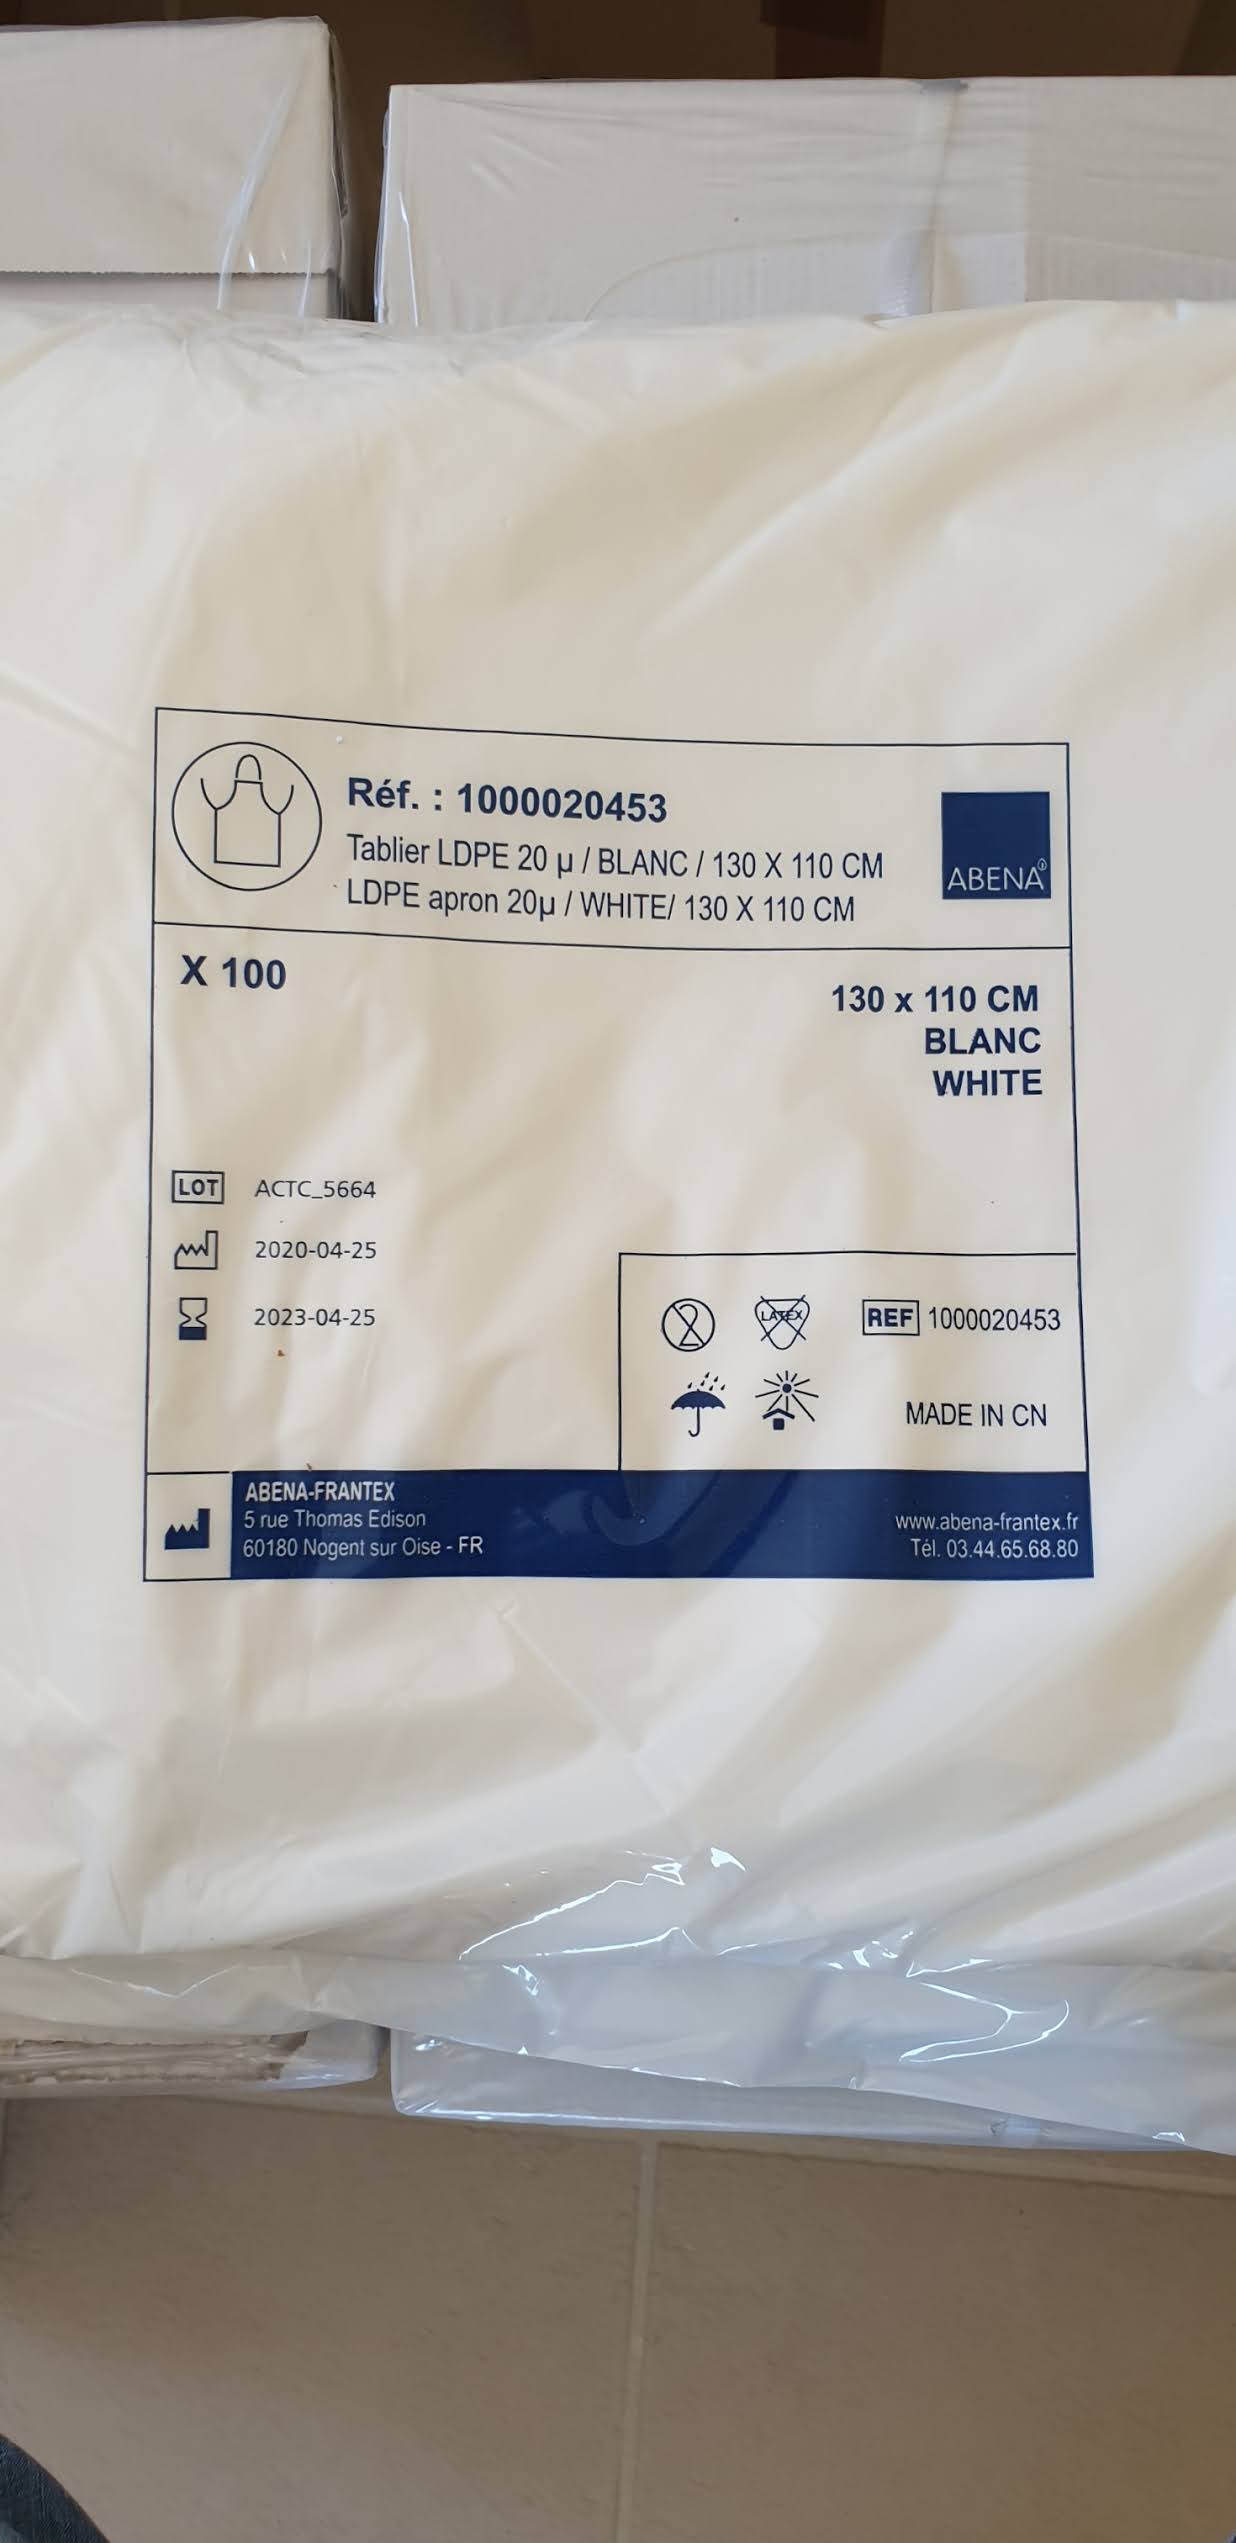 Réf. : 1000020453
Tablier LDPE 20 µ / BLANC / 130 X 110 CM
LDPE apron 20µ / WHITE/ 130 X 110 CM
ABENA
X 100
130 x 110 CM
BLANC
WHITE
LOT ACTC_5664
2020-04-25
2023-04-25
2
LATEX
REF 1000020453
MADE IN CN
ABENA-FRANTEX
5 rue Thomas Edison
60180 Nogent sur Oise - FR
www.abena-frantex.fr
Tél. 03.44.65.68.80